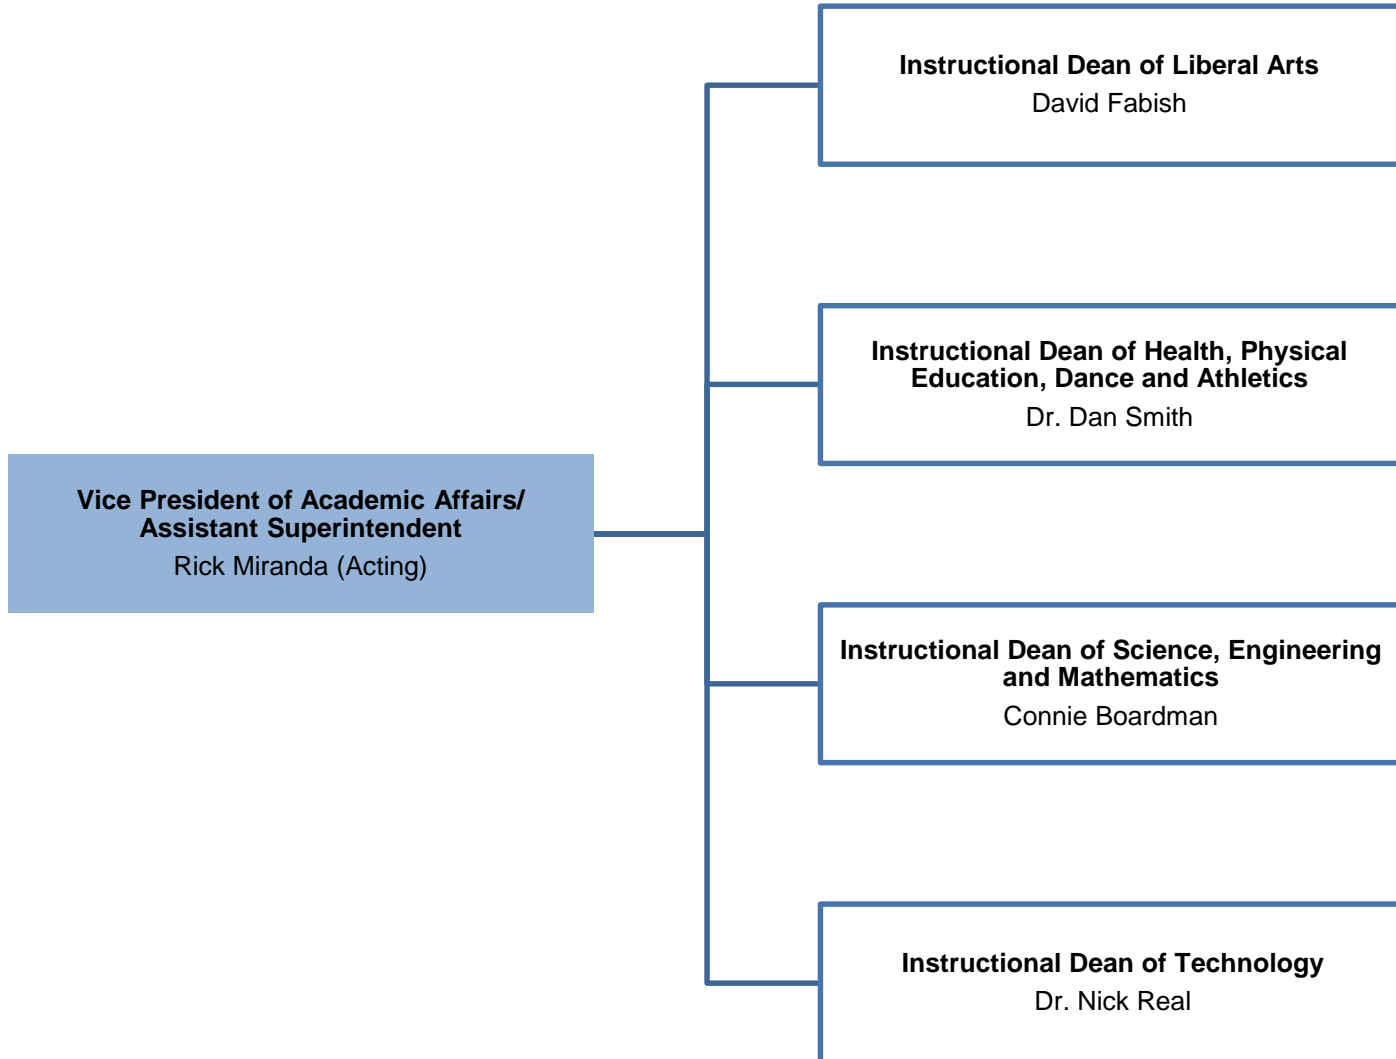 Instructional Dean of Liberal Arts
David Fabish
Instructional Dean of Health, Physical
Education, Dance and Athletics
Dr. Dan Smith
Vice President of Academic Affairs/
Assistant Superintendent
Rick Miranda (Acting)
Instructional Dean of Science, Engineering
and Mathematics
Connie Boardman
Instructional Dean of Technology
Dr. Nick Real